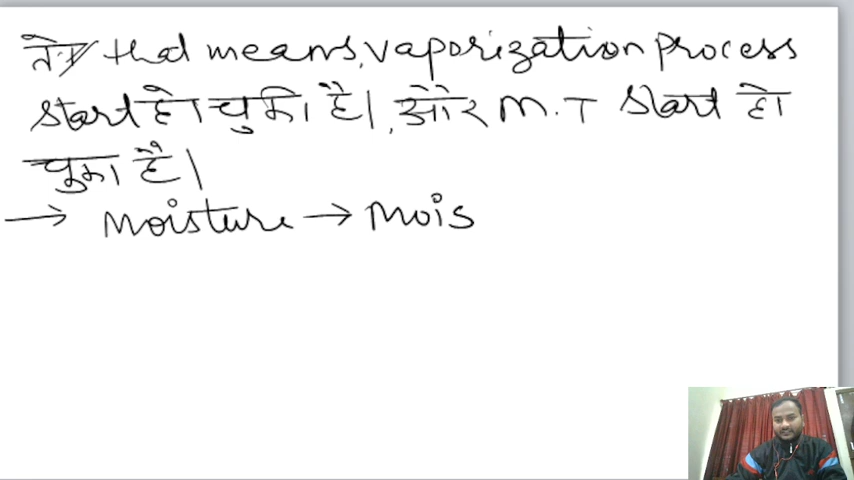 तो that means, vaporization process
start हो चुकी है। और M.T start हो
चुका है।
→ Moisture → Mois